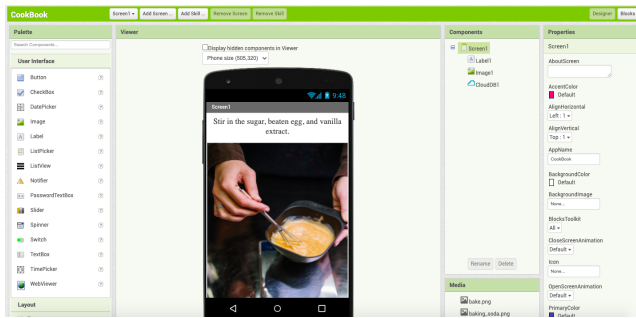 CookBook
Screen1
Add Screen ...
Add Skill ...
Remove Screen
Remove Skill
Designer
Blocks
Palette
Search Components...
User Interface
Button
CheckBox
DatePicker
Image
Label
ListPicker
ListView
Notifier
PasswordTextBox
Slider
Spinner
Switch
TextBox
TimePicker
WebViewer
Layout
Viewer
Display hidden components in Viewer
Phone size (505,320)
9:48
Screen1
Stir in the sugar, beaten egg, and vanilla
extract.
Components
Screen1
Label1
Image1
CloudDB1
Rename
Delete
Media
bake.png
baking_soda.png
Properties
Screen1
AboutScreen
AccentColor
Default
AlignHorizontal
Left : 1
AlignVertical
Top : 1
AppName
CookBook
BackgroundColor
Default
BackgroundImage
None...
BlocksToolkit
All
CloseScreenAnimation
Default
Icon
None...
OpenScreenAnimation
Default
PrimaryColor
Default